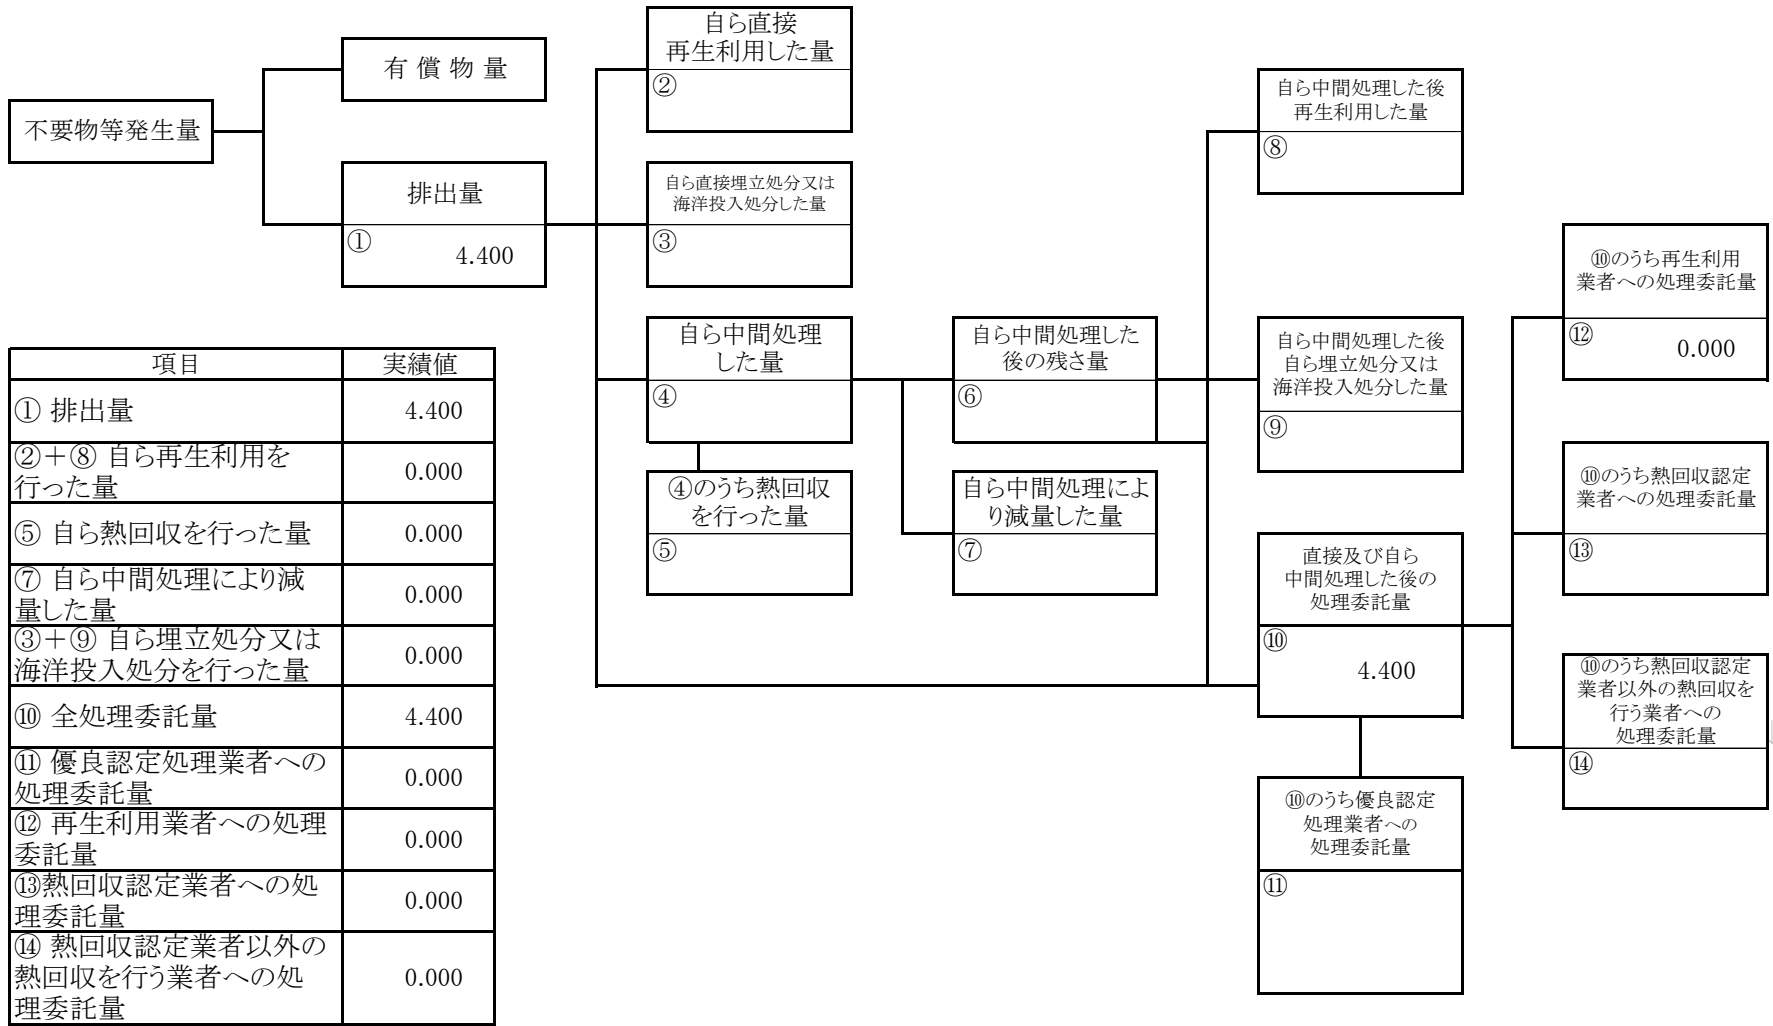 不要物等発生量
有 償 物 量
排出量
①
4.400
自ら直接
再生利用した量
②
自ら直接埋立処分又は
海洋投入処分した量
③
自ら中間処理
した量
④
④のうち熱回収
を行った量
⑤
自ら中間処理した
後の残さ量
⑥
自ら中間処理によ
り減量した量
⑦
自ら中間処理した後
再生利用した量
⑧
自ら中間処理した後
自ら埋立処分又は
海洋投入処分した量
⑨
直接及び自ら
中間処理した後の
処理委託量
⑩
4.400
⑩のうち優良認定
処理業者への
処理委託量
⑪
⑩のうち再生利用
業者への処理委託量
⑫
0.000
⑩のうち熱回収認定
業者への処理委託量
⑬
⑩のうち熱回収認定
業者以外の熱回収を
行う業者への
処理委託量
⑭
項目 実績値
① 排出量 4.400
②＋⑧ 自ら再生利用を
行った量 0.000
⑤ 自ら熱回収を行った量 0.000
⑦ 自ら中間処理により減
量した量 0.000
③＋⑨ 自ら埋立処分又は
海洋投入処分を行った量 0.000
⑩ 全処理委託量 4.400
⑪ 優良認定処理業者への
処理委託量 0.000
⑫ 再生利用業者への処理
委託量 0.000
⑬熱回収認定業者への処
理委託量 0.000
⑭ 熱回収認定業者以外の
熱回収を行う業者への処 0.000
理委託量